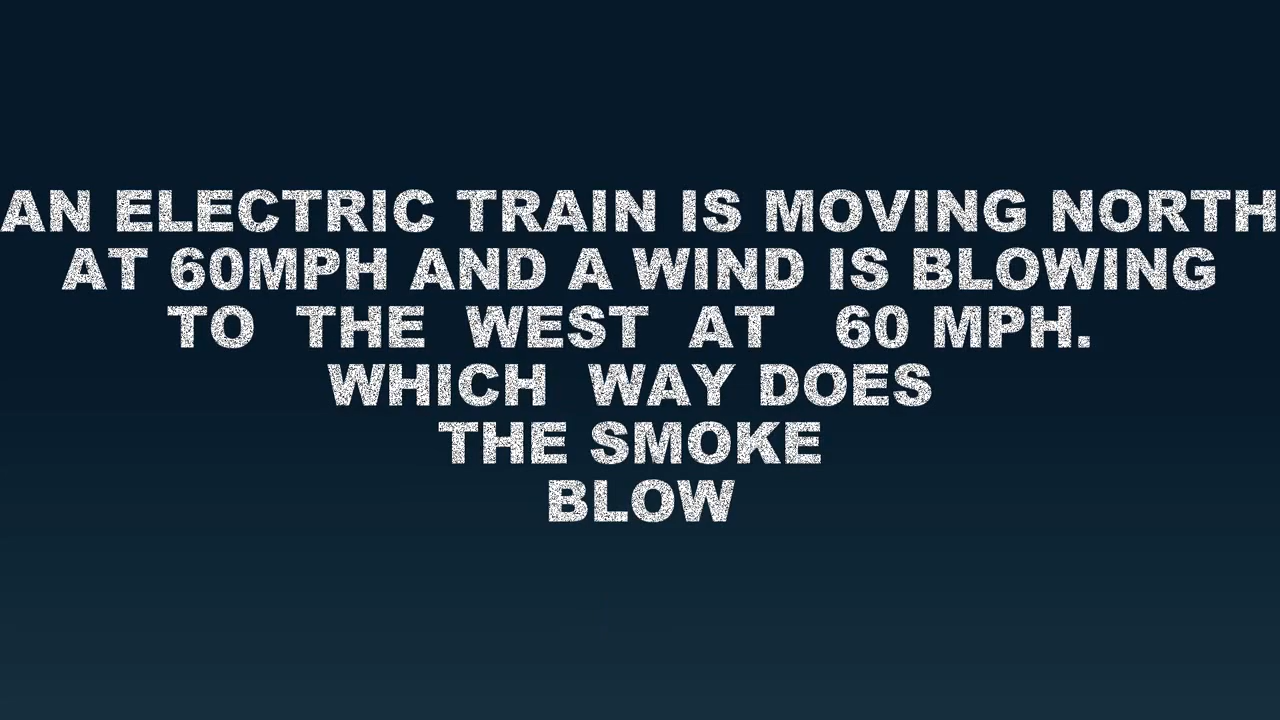 AN ELECTRIC TRAIN IS MOVING NORTH
AT 60MPH AND A WIND IS BLOWING
TO THE WEST AT 60 MPH.
WHICH WAY DOES
THE SMOKE
BLOW